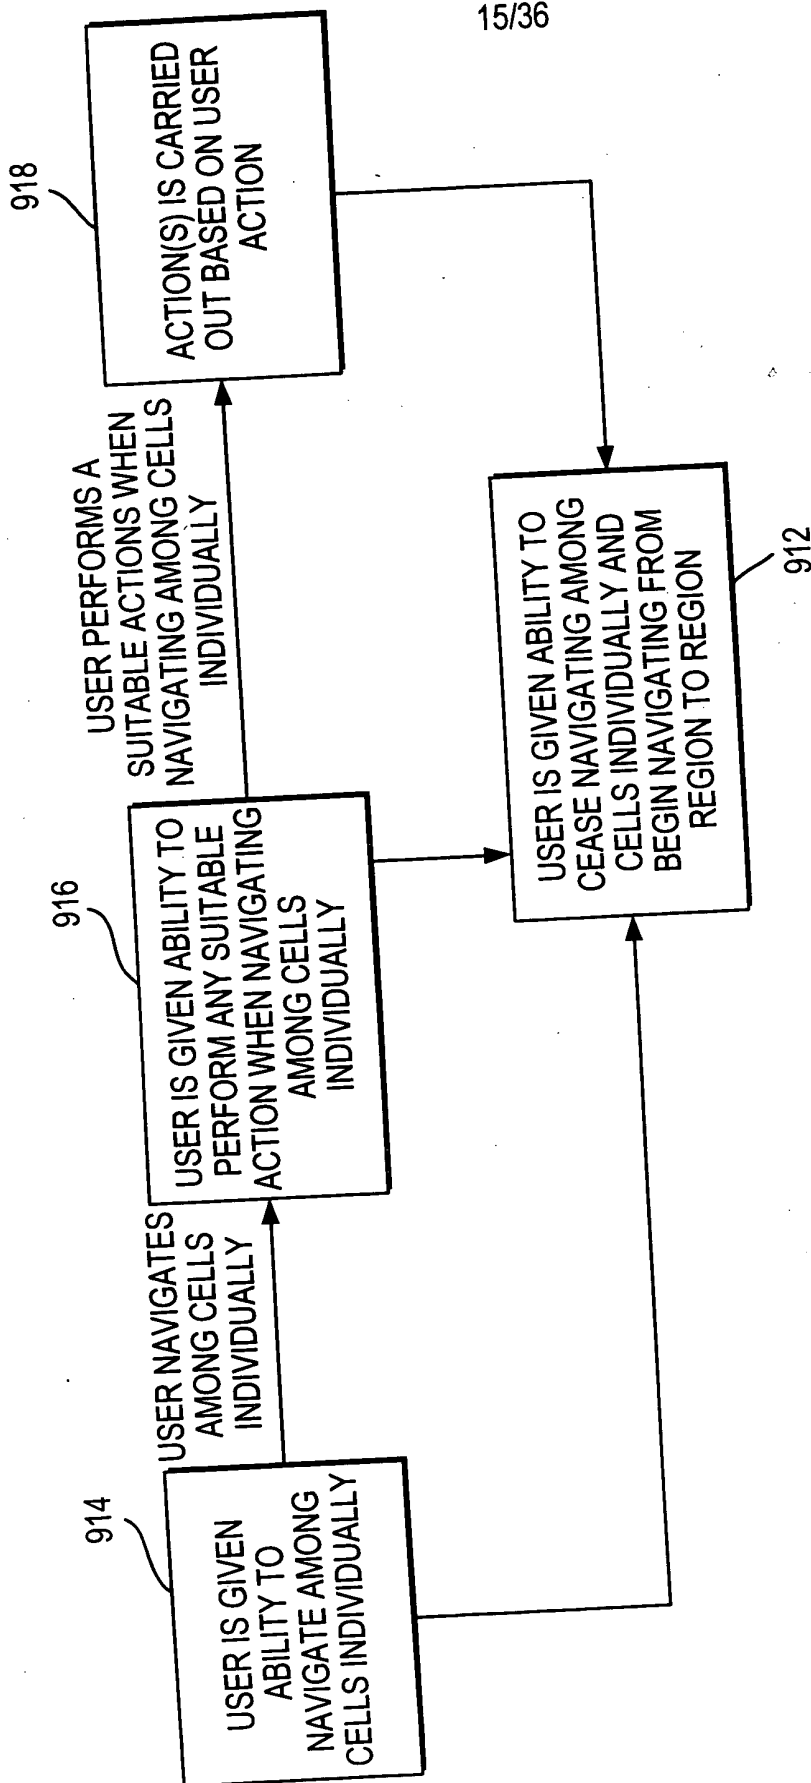 15/36
914
USER IS GIVEN
ABILITY TO
NAVIGATE AMONG
CELLS INDIVIDUALLY
USER NAVIGATES
AMONG CELLS
INDIVIDUALLY
916
USER IS GIVEN ABILITY TO
PERFORM ANY SUITABLE
ACTION WHEN NAVIGATING
AMONG CELLS
INDIVIDUALLY
USER PERFORMS A
SUITABLE ACTIONS WHEN
NAVIGATING AMONG CELLS
INDIVIDUALLY
918
ACTION(S) IS CARRIED
OUT BASED ON USER
ACTION
USER IS GIVEN ABILITY TO
CEASE NAVIGATING AMONG
CELLS INDIVIDUALLY AND
BEGIN NAVIGATING FROM
REGION TO REGION
912